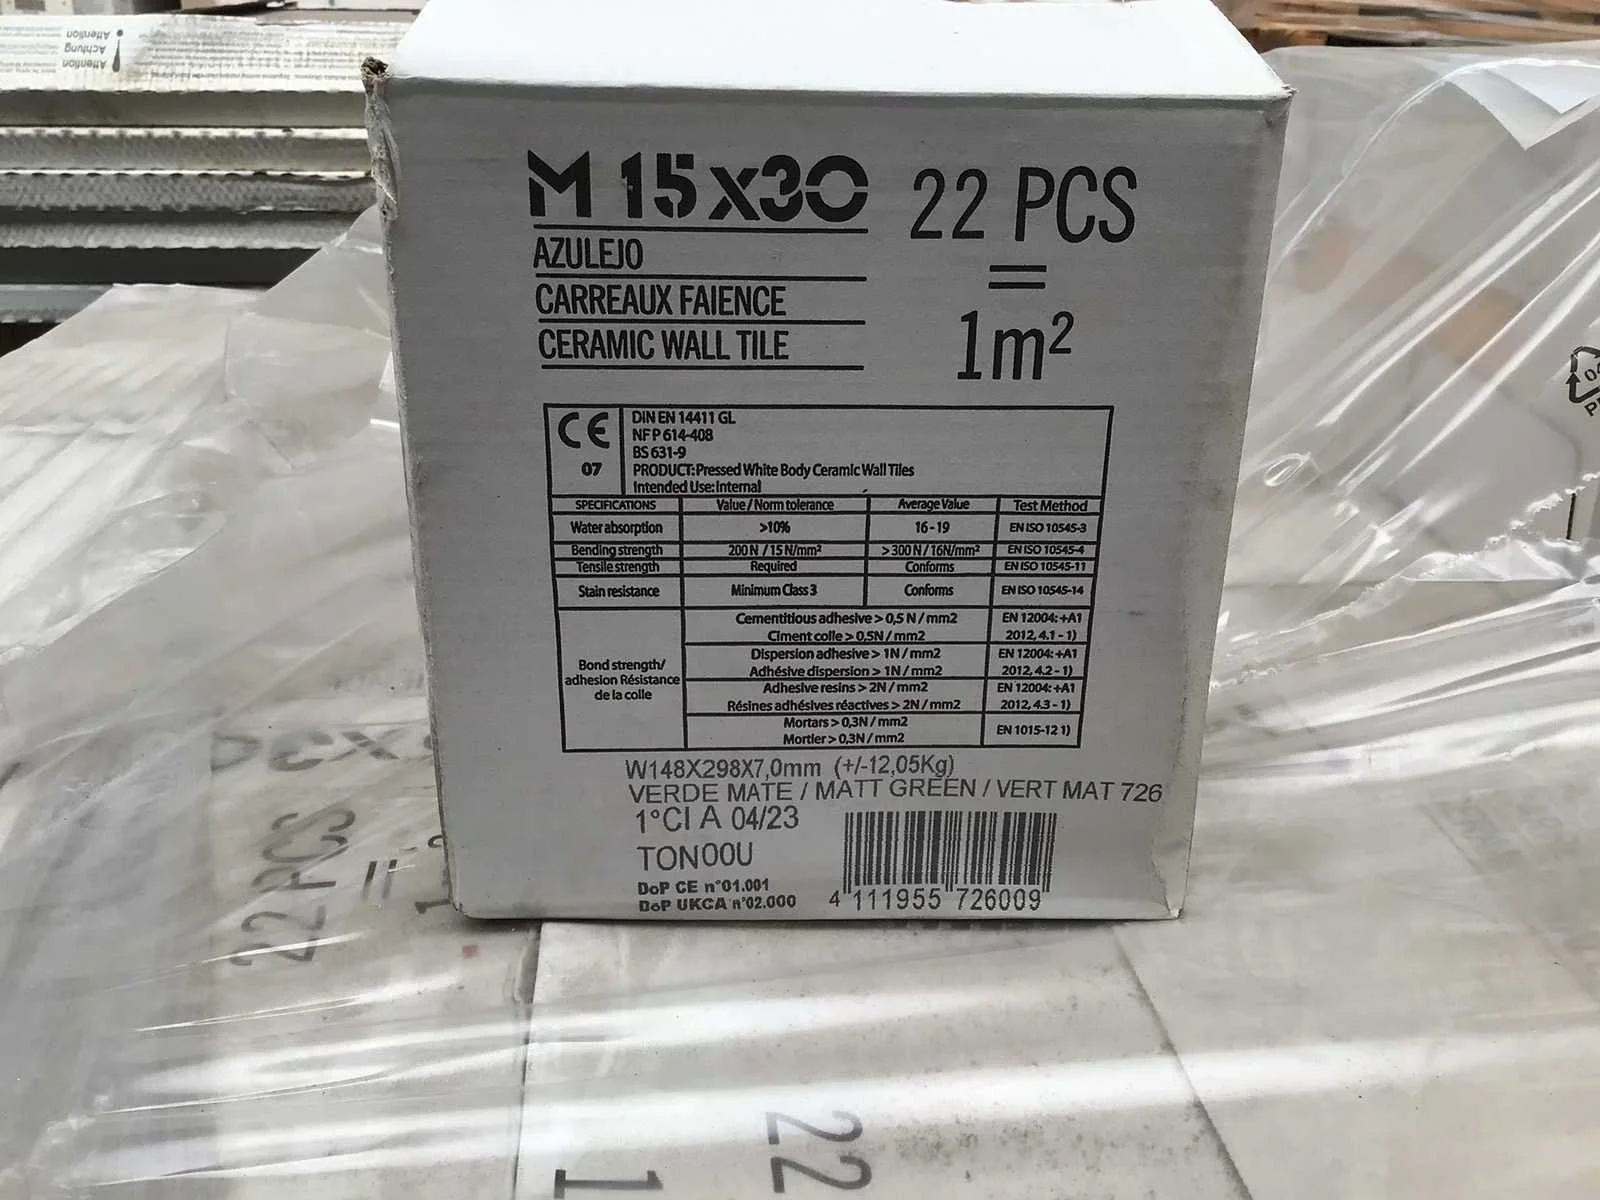 Attention
Achtung
Attention
M 15x30
22 PCS
=
1m²
AZULEJO
CARREAUX FAIENCE
CERAMIC WALL TILE
CE
07
DIN EN 14411 GL
NF P 614-408
BS 631-9
PRODUCT: Pressed White Body Ceramic Wall Tiles
Intended Use: Internal
SPECIFICATIONS Value / Norm tolerance Average Value Test Method
Water absorption >10% 16 - 19 EN ISO 10545-3
Bending strength 200 N / 15 N/mm² > 300 N / 16N/mm² EN ISO 10545-4
Tensile strength Required Conforms EN ISO 10545-11
Stain resistance Minimum Class 3 Conforms EN ISO 10545-14
Bond strength/
adhesion Résistance
de la colle
Cementitious adhesive > 0,5 N / mm2 EN 12004: +A1
Ciment colle > 0,5N / mm2 2012, 4.1 - 1)
Dispersion adhesive > 1N / mm2 EN 12004: +A1
Adhésive dispersion > 1N / mm2 2012, 4.2 - 1)
Adhesive resins > 2N / mm2 EN 12004: +A1
Résines adhésives réactives > 2N / mm2 2012, 4.3 - 1)
Mortars > 0,3N / mm2 EN 1015-12 1)
Mortier > 0,3N / mm2
W148X298X7,0mm (+/-12,05Kg)
VERDE MATE / MATT GREEN / VERT MAT 726
1°Cl A 04/23
TON00U
DoP CE n°01.001
DoP UKCA n°02.000
4 111955 726009
x30
22 PCS
=
1
22
1